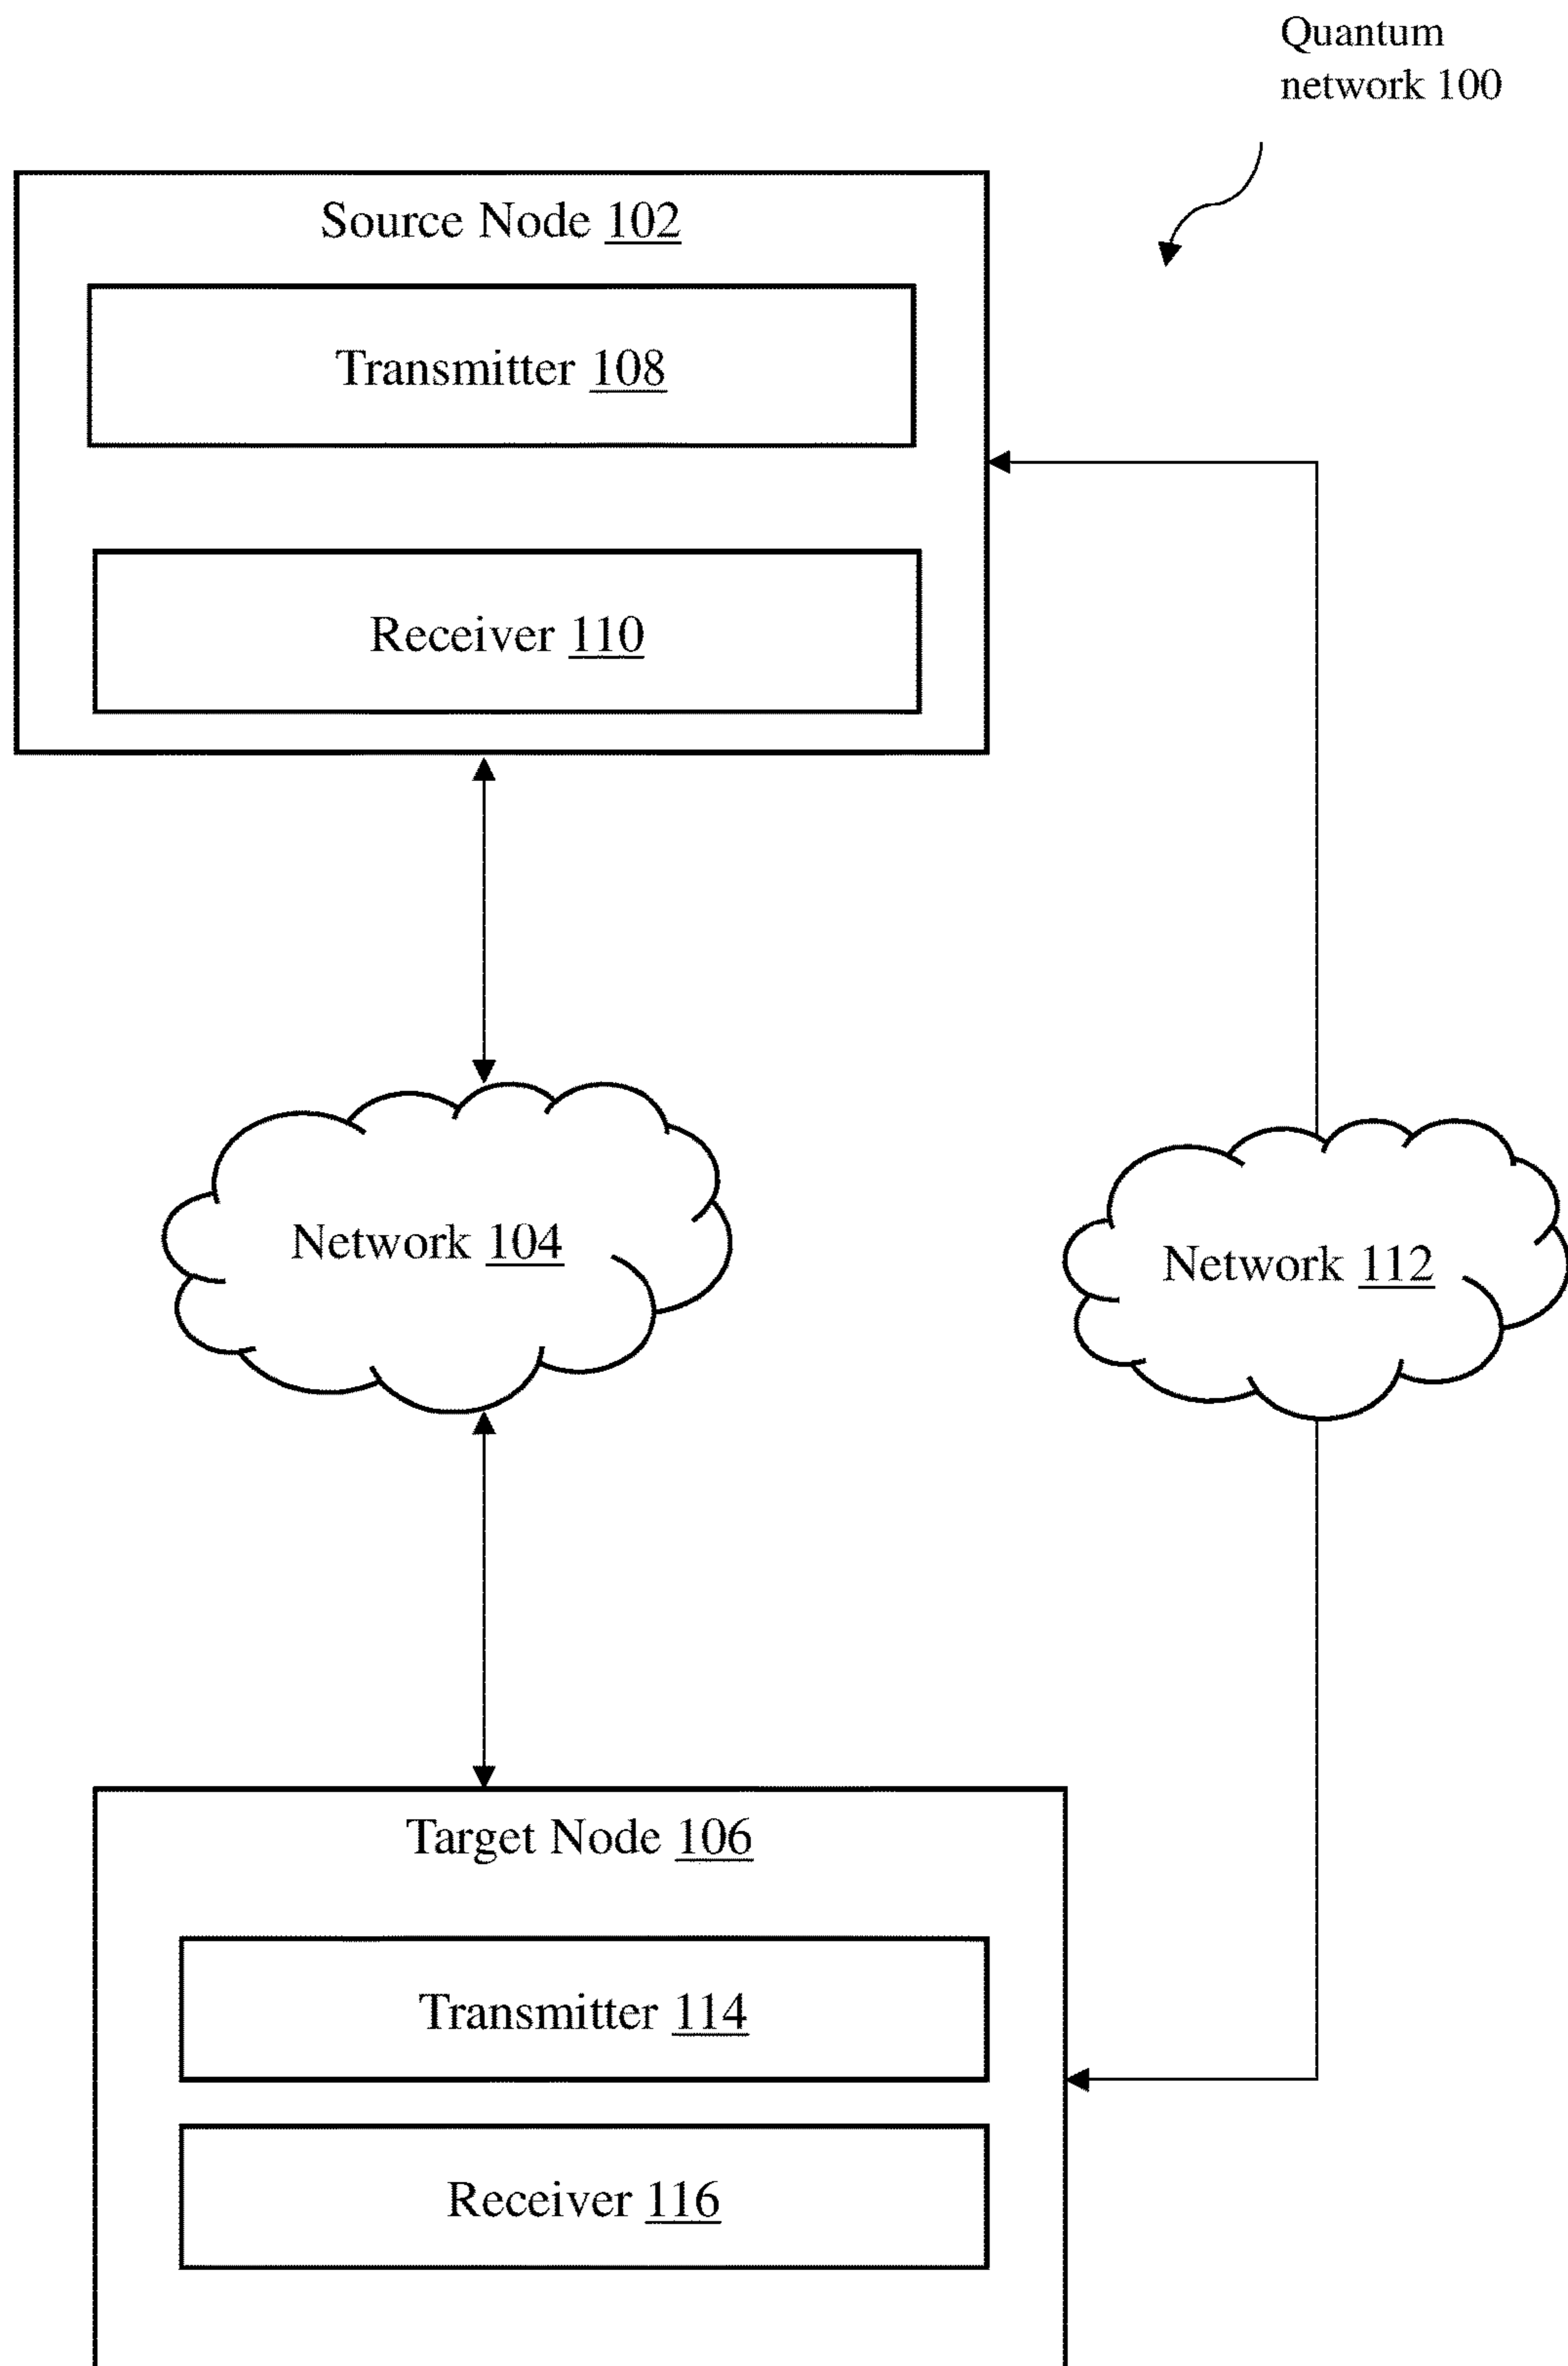 Quantum
network 100
Source Node 102
Transmitter 108
Receiver 110
Network 104
Network 112
Target Node 106
Transmitter 114
Receiver 116